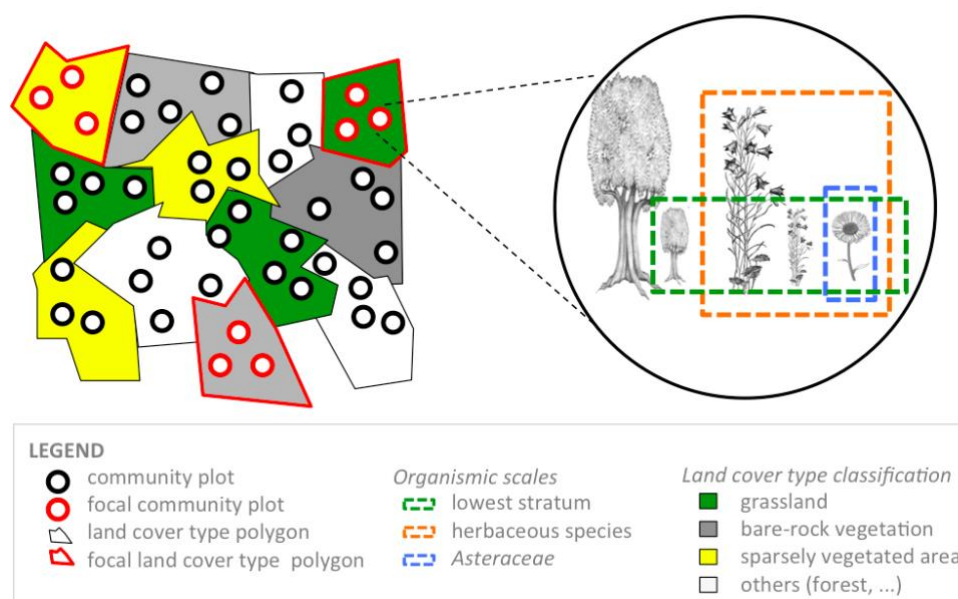 LEGEND
community plot
focal community plot
land cover type polygon
focal land cover type  polygon
Organismic scales
lowest stratum
herbaceous species
Asteraceae
Land cover type classification
grassland
bare-rock vegetation
sparsely vegetated area
others (forest, ...)